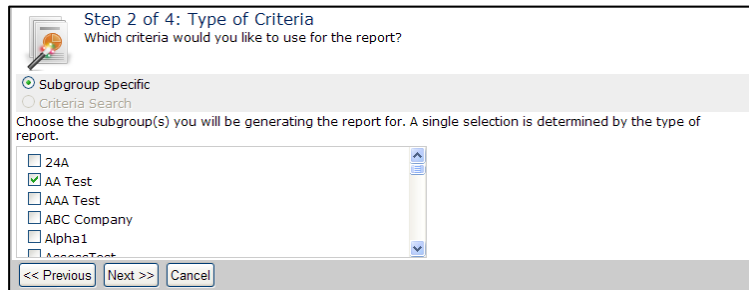 Step 2 of 4: Type of Criteria
Which criteria would you like to use for the report?
Subgroup Specific
Criteria Search
Choose the subgroup(s) you will be generating the report for. A single selection is determined by the type of
report.
24A
AA Test
AAA Test
ABC Company
Alpha1
AccessTest
<< Previous Next >> Cancel